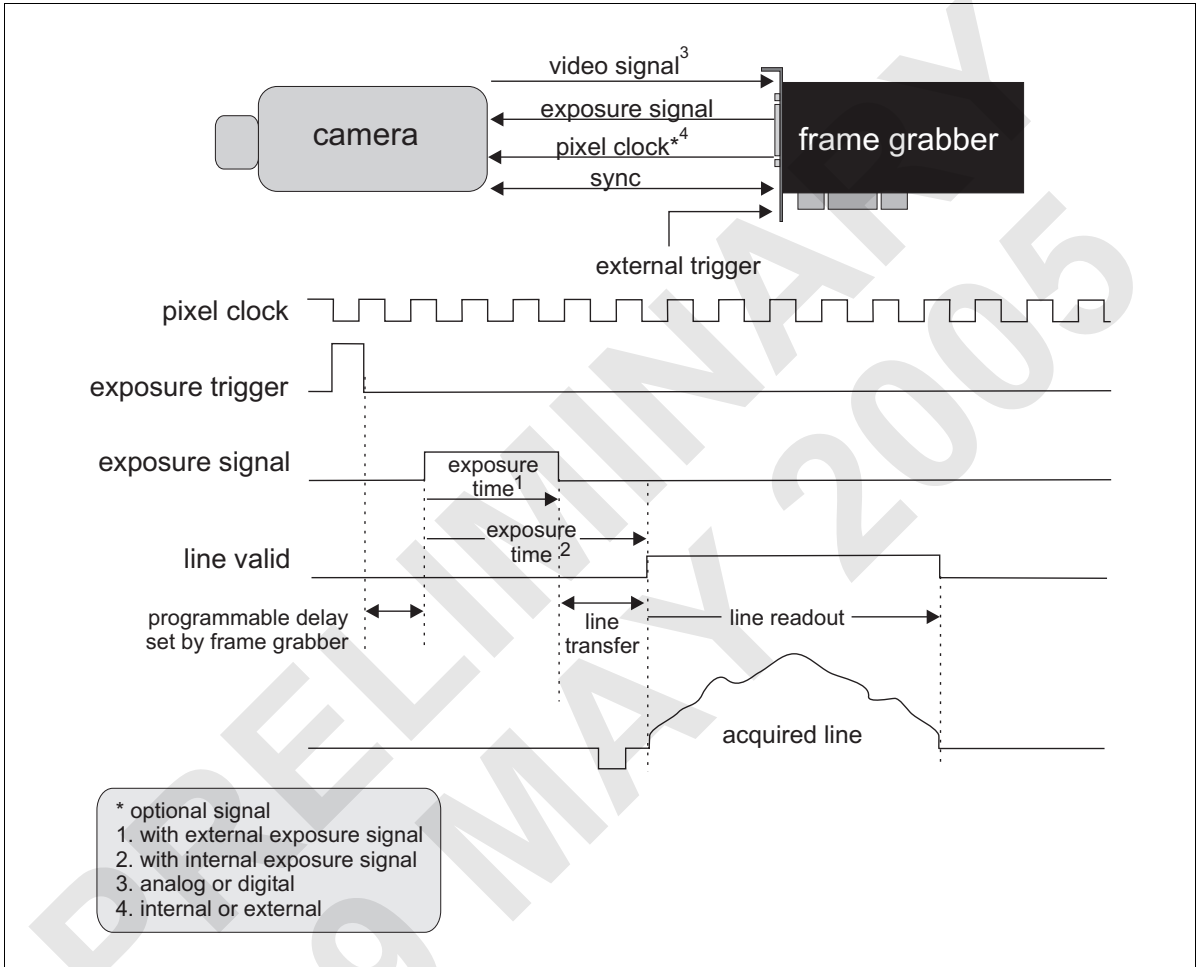 video signal3
exposure signal
pixel clock*4
sync
camera
frame grabber
external trigger
pixel clock
exposure trigger
exposure signal
exposure
time1
exposure
time 2
line valid
programmable delay
set by frame grabber
line
transfer
line readout
acquired line
* optional signal
1. with external exposure signal
2. with internal exposure signal
3. analog or digital
4. internal or external
PRELIMINARY
9 MAY 2005